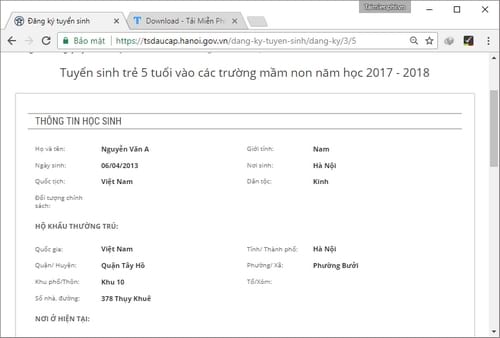 Taimienphi.vn
Đăng ký tuyển sinh
Download - Tải Miễn Ph
Bảo mật
https://tsdaucap.hanoi.gov.vn/dang-ky-tuyen-sinh/dang-ky/3/5
Tuyển sinh trẻ 5 tuổi vào các trường mầm non năm học 2017 - 2018
THÔNG TIN HỌC SINH
Họ và tên: Nguyễn Văn A Giới tính: Nam
Ngày sinh: 06/04/2013 Nơi sinh: Hà Nội
Quốc tịch: Việt Nam Dân tộc: Kinh
Đối tượng chính
sách:
HỘ KHẨU THƯỜNG TRÚ:
Quốc gia: Việt Nam Tỉnh/ Thành phố: Hà Nội
Quận/ Huyện: Quận Tây Hồ Phường/ Xã: Phường Bưởi
Khu phố/Thôn: Khu 10 Tổ/Xóm:
Số nhà, đường: 378 Thụy Khuê
NƠI Ở HIỆN TẠI: